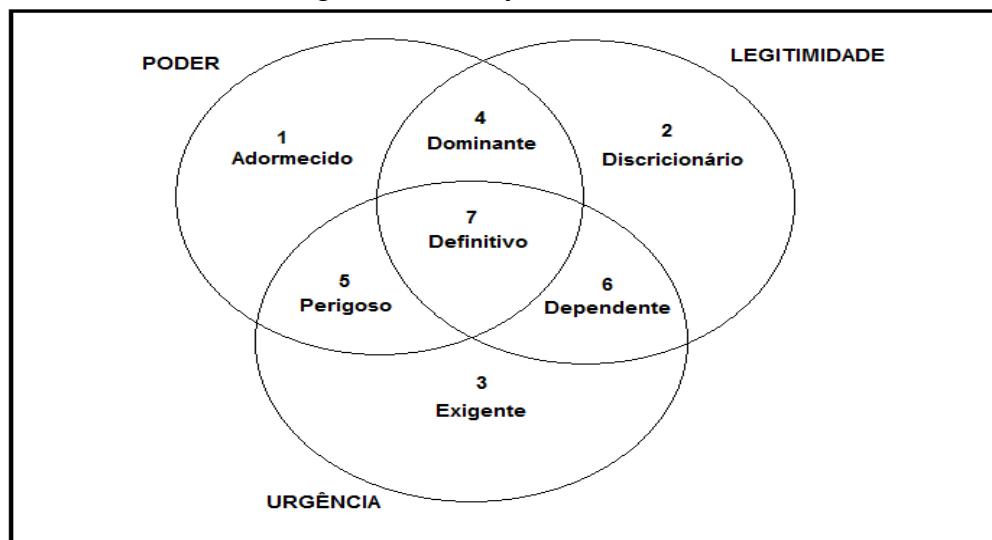 PODER
LEGITIMIDADE
1
Adormecido
4
Dominante
2
Discricionário
7
Definitivo
5
Perigoso
6
Dependente
3
Exigente
URGÊNCIA